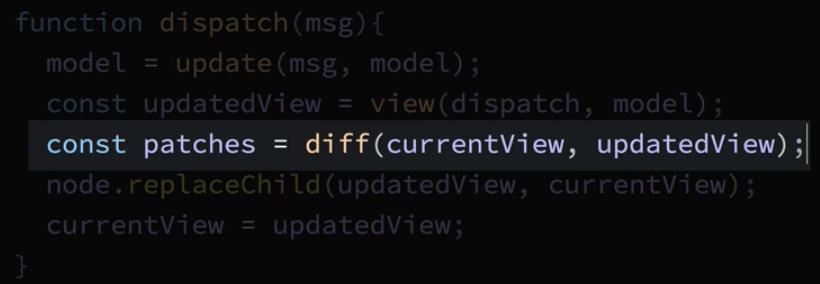 function dispatch(msg){
model = update(msg, model);
const updatedView = view(dispatch, model);
const patches = diff(currentView, updatedView);
node.replaceChild(updatedView, currentView);
currentView = updatedView;
}